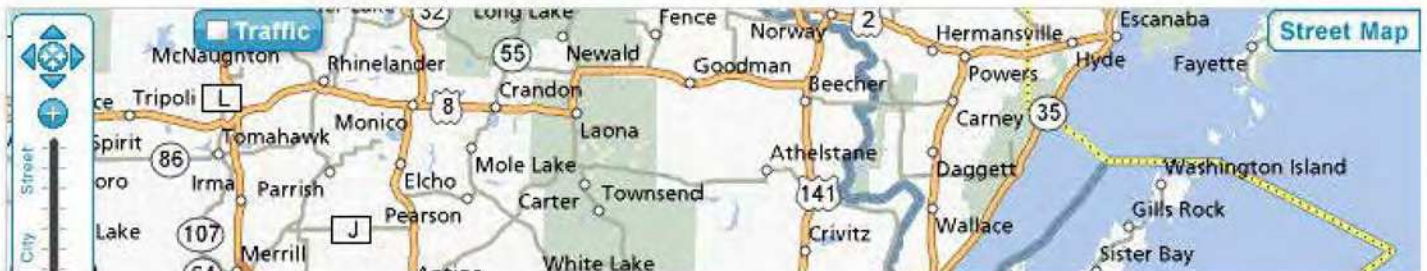 32
Long Lake
Fence
Norway
2
Escanaba
Traffic
Street Map
Hermansville
McNaughton
Rhinelander
55
Newald
Goodman
Beecher
Powers
Hyde
Fayette
Tripoli
L
8
Crandon
Monico
Carney
35
Spirit
Tomahawk
Laona
86
Mole Lake
Athelstane
Daggett
Washington Island
Street
Irma
Parrish
Elcho
Carter
Townsend
141
Pearson
Gills Rock
Lake
107
J
Crivitz
Wallace
City
Merrill
White Lake
Sister Bay